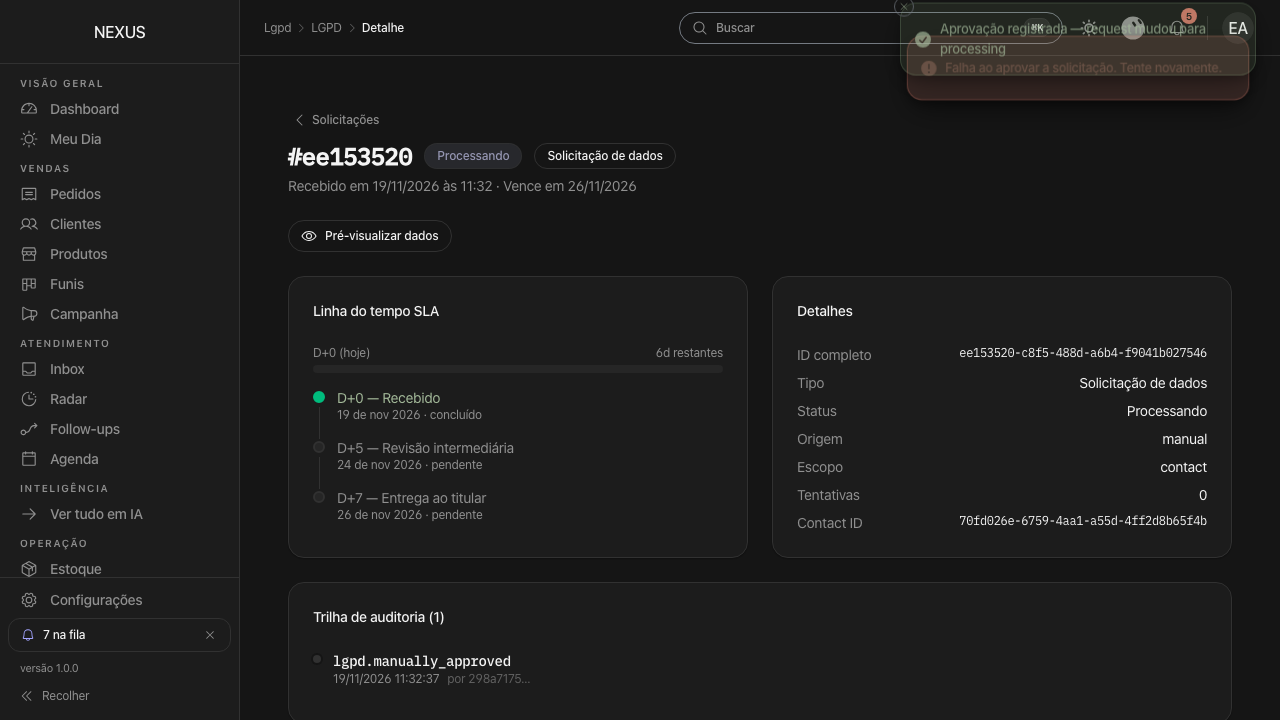 NEXUS
VISÃO GERAL
Dashboard
Meu Dia
VENDAS
Pedidos
Clientes
Produtos
Funis
Campanha
ATENDIMENTO
Inbox
Radar
Follow-ups
Agenda
INTELIGÊNCIA
Ver tudo em IA
OPERAÇÃO
Estoque
Configurações
7 na fila
versão 1.0.0
Recolher
Lgpd
LGPD
Detalhe
Buscar
⌘K
5
EA
Aprovação registrada — request mudou para
processing
Falha ao aprovar a solicitação. Tente novamente.
Solicitações
#ee153520
Processando
Solicitação de dados
Recebido em 19/11/2026 às 11:32 · Vence em 26/11/2026
Pré-visualizar dados
Linha do tempo SLA
D+0 (hoje)
6d restantes
D+0 — Recebido
19 de nov 2026 · concluído
D+5 — Revisão intermediária
24 de nov 2026 · pendente
D+7 — Entrega ao titular
26 de nov 2026 · pendente
Detalhes
ID completo ee153520-c8f5-488d-a6b4-f9041b027546
Tipo Solicitação de dados
Status Processando
Origem manual
Escopo contact
Tentativas 0
Contact ID 70fd026e-6759-4aa1-a55d-4ff2d8b65f4b
Trilha de auditoria (1)
lgpd.manually_approved
19/11/2026 11:32:37 por 298a7175...